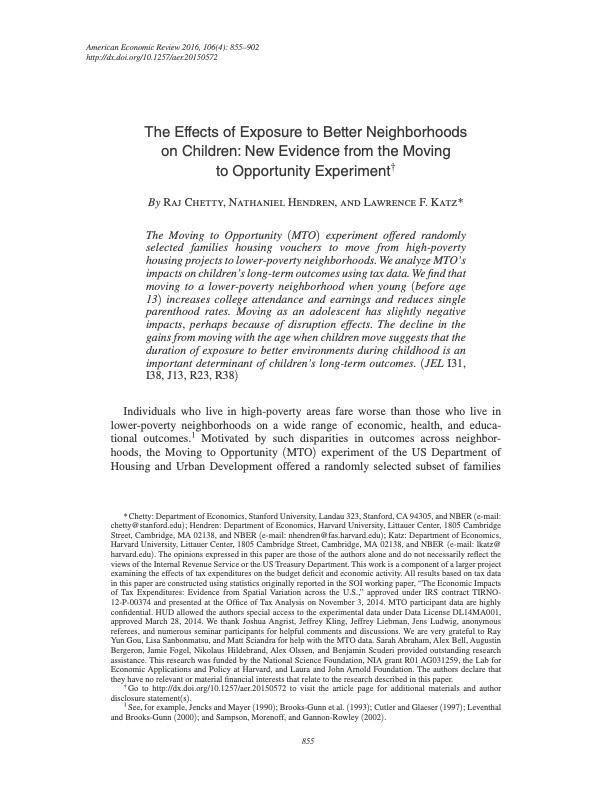 American Economic Review 2016, 106(4): 855–902
http://dx.doi.org/10.1257/aer.20150572
The Effects of Exposure to Better Neighborhoods
on Children: New Evidence from the Moving
to Opportunity Experiment†
By Raj Chetty, Nathaniel Hendren, and Lawrence F. Katz*
The Moving to Opportunity (MTO) experiment offered randomly
selected families housing vouchers to move from high-poverty
housing projects to lower-poverty neighborhoods. We analyze MTO's
impacts on children's long-term outcomes using tax data. We find that
moving to a lower-poverty neighborhood when young (before age
13) increases college attendance and earnings and reduces single
parenthood rates. Moving as an adolescent has slightly negative
impacts, perhaps because of disruption effects. The decline in the
gains from moving with the age when children move suggests that the
duration of exposure to better environments during childhood is an
important determinant of children's long-term outcomes. (JEL I31,
I38, J13, R23, R38)
Individuals who live in high-poverty areas fare worse than those who live in
lower-poverty neighborhoods on a wide range of economic, health, and educa-
tional outcomes.1 Motivated by such disparities in outcomes across neighbor-
hoods, the Moving to Opportunity (MTO) experiment of the US Department of
Housing and Urban Development offered a randomly selected subset of families
* Chetty: Department of Economics, Stanford University, Landau 323, Stanford, CA 94305, and NBER (e-mail:
chetty@stanford.edu); Hendren: Department of Economics, Harvard University, Littauer Center, 1805 Cambridge
Street, Cambridge, MA 02138, and NBER (e-mail: nhendren@fas.harvard.edu); Katz: Department of Economics,
Harvard University, Littauer Center, 1805 Cambridge Street, Cambridge, MA 02138, and NBER (e-mail: lkatz@
harvard.edu). The opinions expressed in this paper are those of the authors alone and do not necessarily reflect the
views of the Internal Revenue Service or the US Treasury Department. This work is a component of a larger project
examining the effects of tax expenditures on the budget deficit and economic activity. All results based on tax data
in this paper are constructed using statistics originally reported in the SOI working paper, "The Economic Impacts
of Tax Expenditures: Evidence from Spatial Variation across the U.S.," approved under IRS contract TIRNO-
12-P-00374 and presented at the Office of Tax Analysis on November 3, 2014. MTO participant data are highly
confidential. HUD allowed the authors special access to the experimental data under Data License DL14MA001,
approved March 28, 2014. We thank Joshua Angrist, Jeffrey Kling, Jeffrey Liebman, Jens Ludwig, anonymous
referees, and numerous seminar participants for helpful comments and discussions. We are very grateful to Ray
Yun Gou, Lisa Sanbonmatsu, and Matt Sciandra for help with the MTO data. Sarah Abraham, Alex Bell, Augustin
Bergeron, Jamie Fogel, Nikolaus Hildebrand, Alex Olssen, and Benjamin Scuderi provided outstanding research
assistance. This research was funded by the National Science Foundation, NIA grant R01 AG031259, the Lab for
Economic Applications and Policy at Harvard, and Laura and John Arnold Foundation. The authors declare that
they have no relevant or material financial interests that relate to the research described in this paper.
† Go to http://dx.doi.org/10.1257/aer.20150572 to visit the article page for additional materials and author
disclosure statement(s).
1 See, for example, Jencks and Mayer (1990); Brooks-Gunn et al. (1993); Cutler and Glaeser (1997); Leventhal
and Brooks-Gunn (2000); and Sampson, Morenoff, and Gannon-Rowley (2002).
855